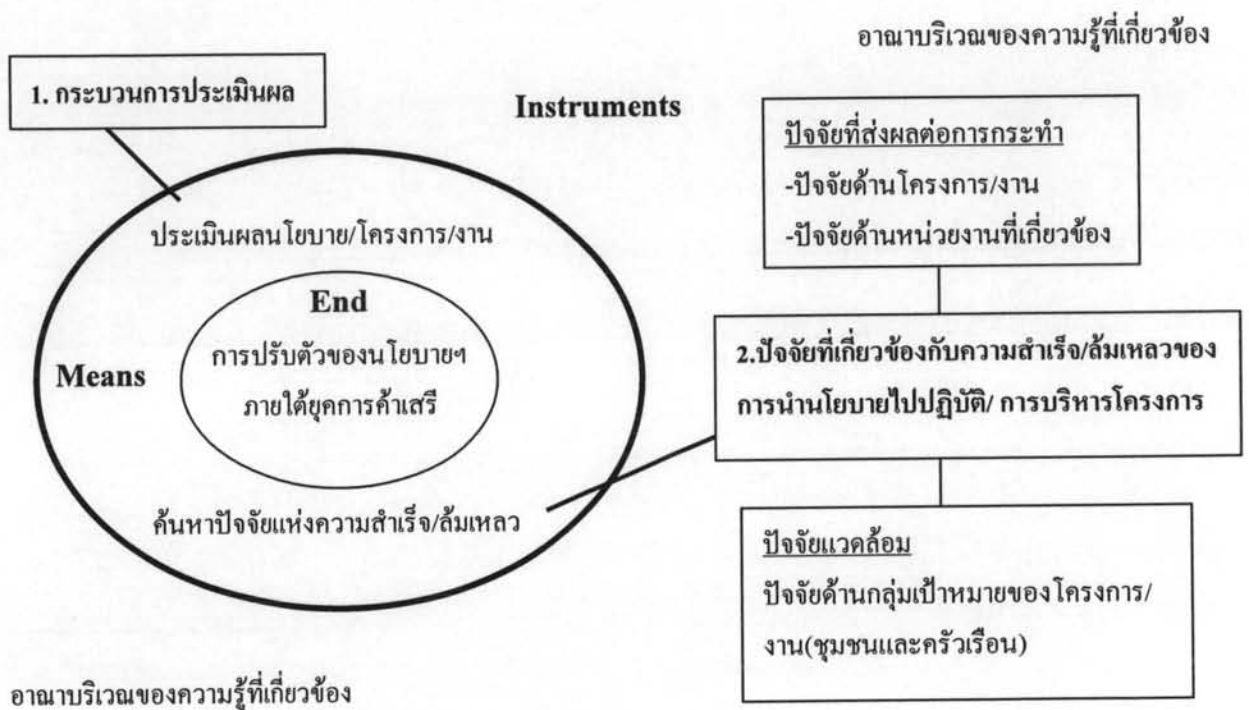 อาณาบริเวณของความรู้ที่เกี่ยวข้อง
1. กระบวนการประเมินผล
Instruments
ปัจจัยที่ส่งผลต่อการกระทำ
-ปัจจัยด้านโครงการ/งาน
-ปัจจัยด้านหน่วยงานที่เกี่ยวข้อง
ประเมินผลนโยบาย/โครงการ/งาน
End
การปรับตัวของนโยบายฯ
ภายใต้ยุคการค้าเสรี
Means
2.ปัจจัยที่เกี่ยวข้องกับความสำเร็จ/ล้มเหลวของ
การนำนโยบายไปปฏิบัติ/ การบริหารโครงการ
ค้นหาปัจจัยแห่งความสำเร็จ/ล้มเหลว
ปัจจัยแวดล้อม
ปัจจัยด้านกลุ่มเป้าหมายของโครงการ/
งาน(ชุมชนและครัวเรือน)
อาณาบริเวณของความรู้ที่เกี่ยวข้อง